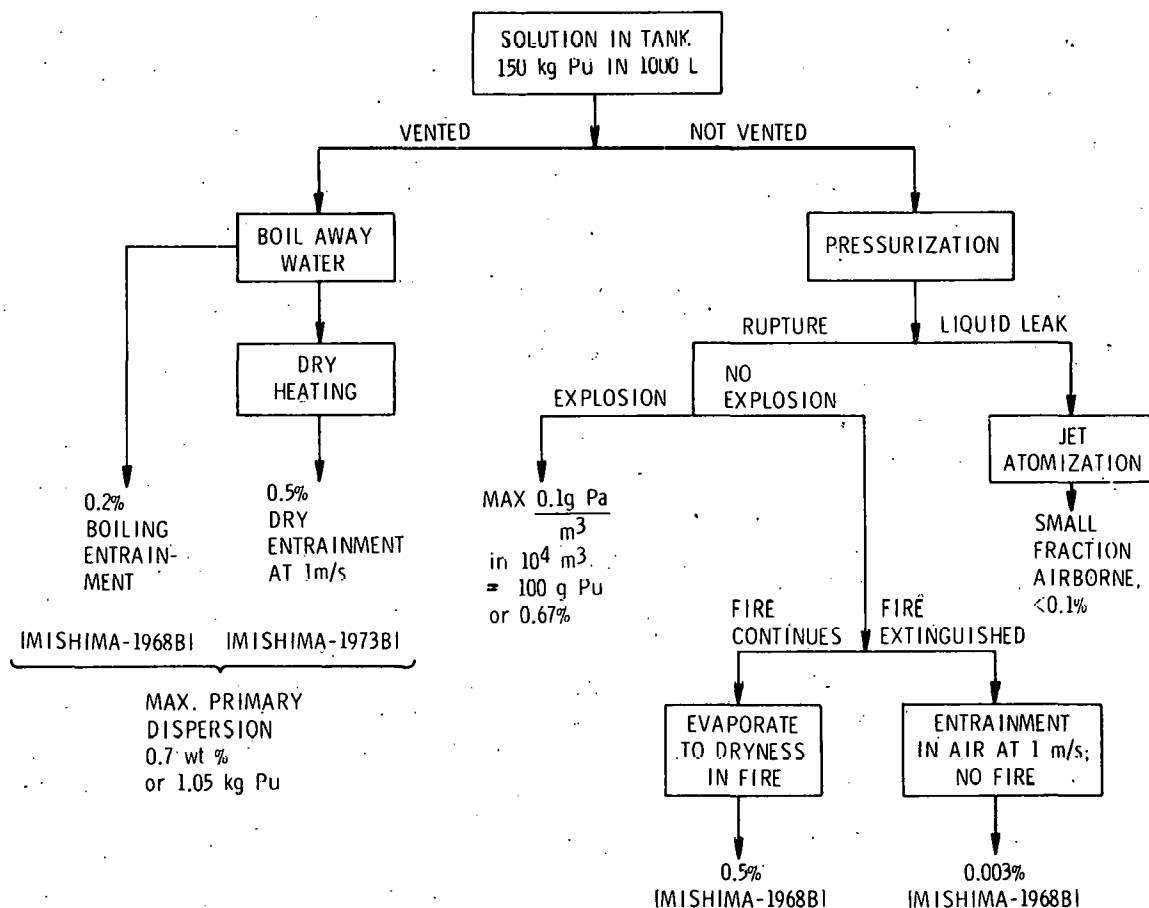 SOLUTION IN TANK
150 kg Pu IN 1000 L
VENTED
NOT VENTED
BOIL AWAY
WATER
PRESSURIZATION
RUPTURE
LIQUID LEAK
DRY
HEATING
EXPLOSION
NO
EXPLOSION
JET
ATOMIZATION
0.2%
BOILING
ENTRAIN-
MENT
0.5%
DRY
ENTRAINMENT
AT 1m/s
MAX 0.1g Pa
m³
in 10⁴ m³.
= 100 g Pu
or 0.67%
SMALL
FRACTION
AIRBORNE,
<0.1%
FIRE
CONTINUES
FIRE
EXTINGUISHED
[MISHIMA-1968B]
[MISHIMA-1973B]
MAX. PRIMARY
DISPERSION
0.7 wt %
or 1.05 kg Pu
EVAPORATE
TO DRYNESS
IN FIRE
ENTRAINMENT
IN AIR AT 1 m/s;
NO FIRE
0.5%
[MISHIMA-1968B]
0.003%
[MISHIMA-1968B]